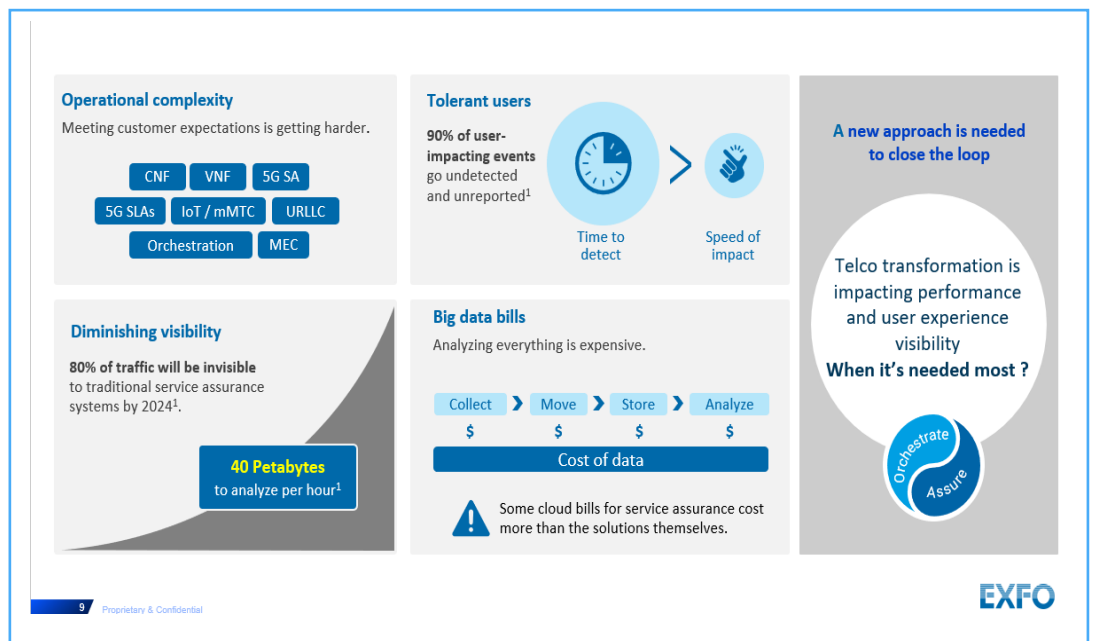 Operational complexity
Meeting customer expectations is getting harder.
CNF
VNF
5G SA
5G SLAs
IoT / mMTC
URLLC
Orchestration
MEC
Tolerant users
90% of user-
impacting events
go undetected
and unreported1
Time to
detect
Speed of
impact
Diminishing visibility
80% of traffic will be invisible
to traditional service assurance
systems by 20241.
40 Petabytes
to analyze per hour1
Big data bills
Analyzing everything is expensive.
Collect
Move
Store
Analyze
$
$
$
$
Cost of data
!
Some cloud bills for service assurance cost
more than the solutions themselves.
A new approach is needed
to close the loop
Telco transformation is
impacting performance
and user experience
visibility
When it’s needed most ?
Orchestrate
Assure
9
Proprietary & Confidential
EXFO